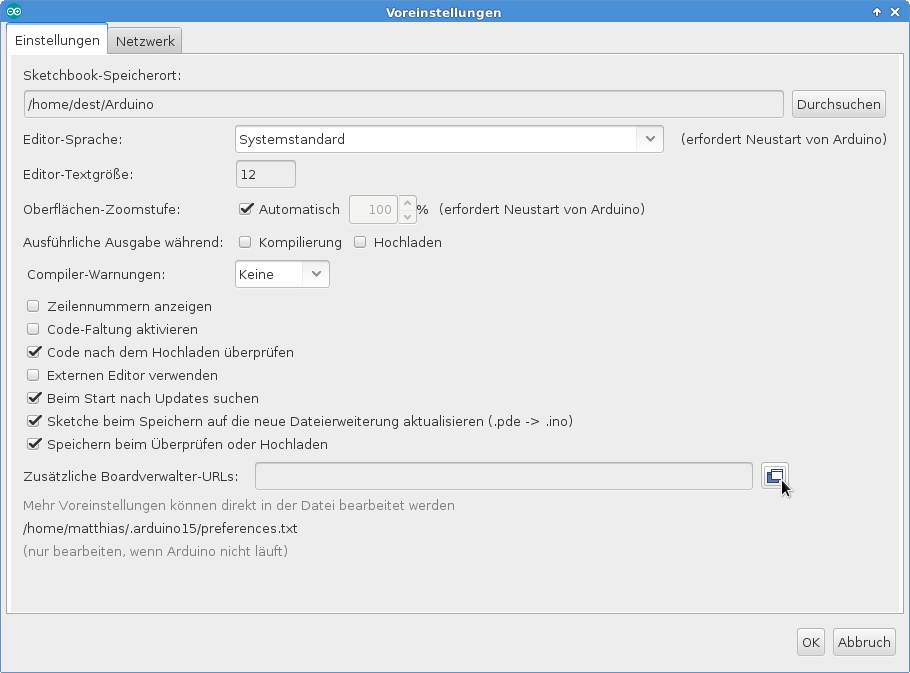 Voreinstellungen
Einstellungen Netzwerk
Sketchbook-Speicherort:
/home/dest/Arduino Durchsuchen
Editor-Sprache: Systemstandard (erfordert Neustart von Arduino)
Editor-Textgröße: 12
Oberflächen-Zoomstufe: Automatisch 100 % (erfordert Neustart von Arduino)
Ausführliche Ausgabe während: Kompilierung Hochladen
Compiler-Warnungen: Keine
Zeilennummern anzeigen
Code-Faltung aktivieren
Code nach dem Hochladen überprüfen
Externen Editor verwenden
Beim Start nach Updates suchen
Sketche beim Speichern auf die neue Dateierweiterung aktualisieren (.pde -> .ino)
Speichern beim Überprüfen oder Hochladen
Zusätzliche Boardverwalter-URLs:
Mehr Voreinstellungen können direkt in der Datei bearbeitet werden
/home/matthias/.arduino15/preferences.txt
(nur bearbeiten, wenn Arduino nicht läuft)
OK Abbruch